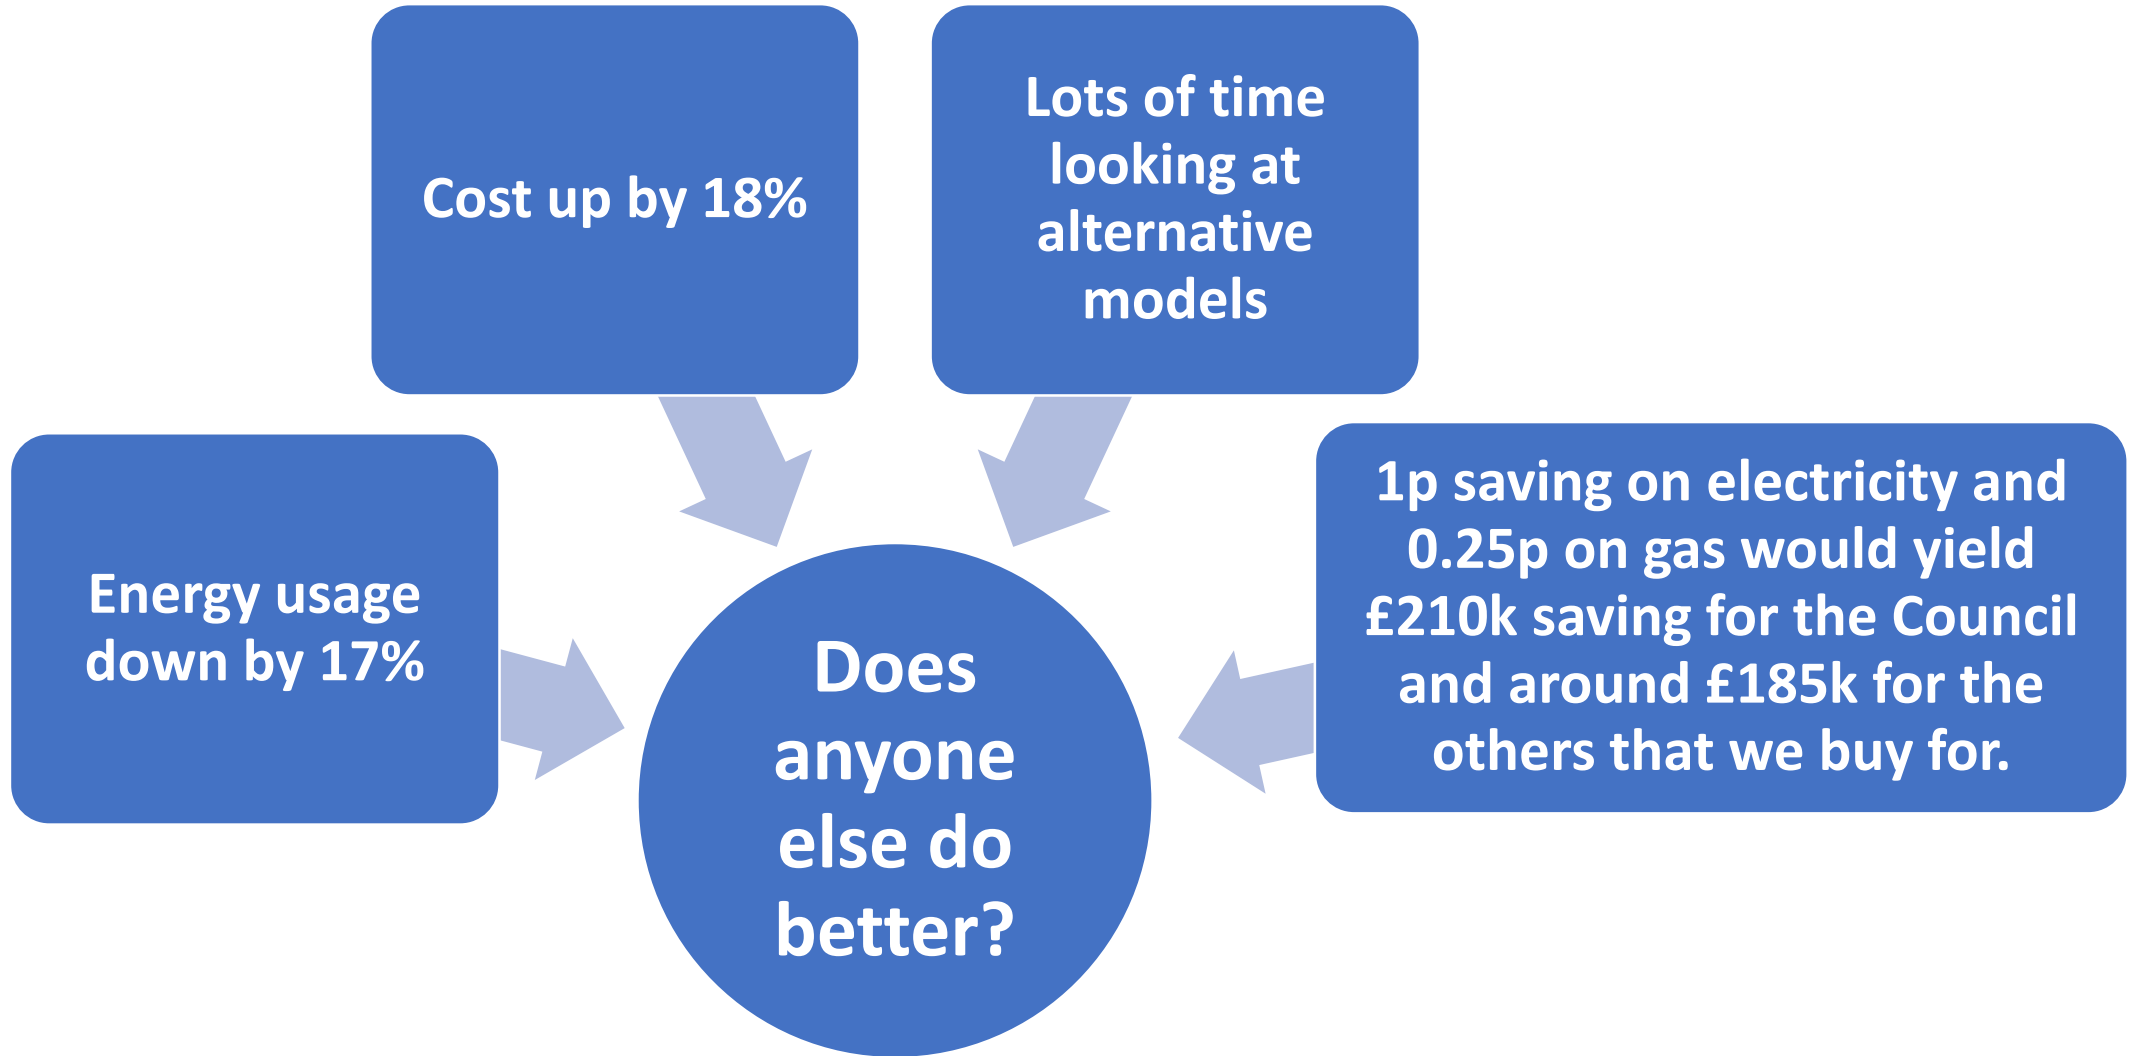 Energy usage
down by 17%
Cost up by 18%
Lots of time
looking at
alternative
models
1p saving on electricity and
0.25p on gas would yield
£210k saving for the Council
and around £185k for the
others that we buy for.
Does
anyone
else do
better?